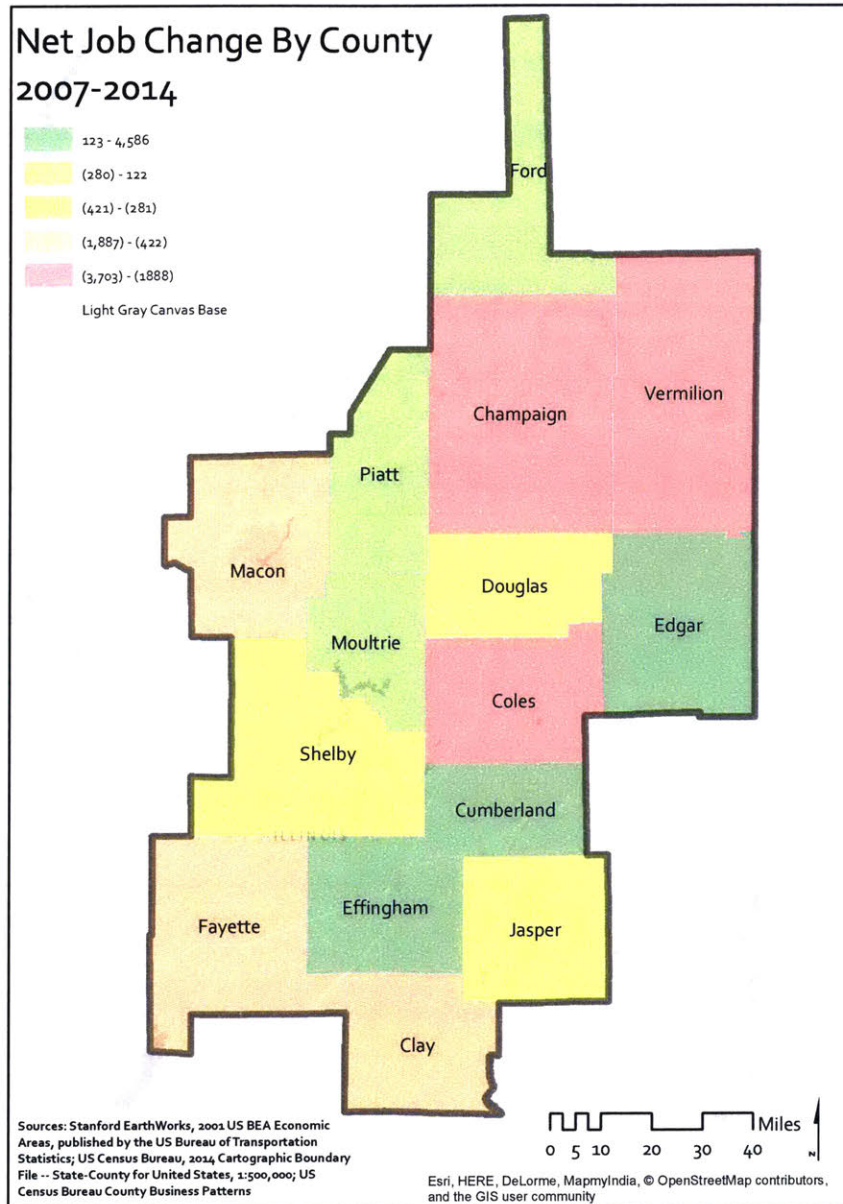 Net Job Change By County
2007-2014
123 - 4,586
(280) - 122
(421) - (281)
(1,887) - (422)
(3,703) - (1888)
Light Gray Canvas Base
Ford
Vermilion
Champaign
Piatt
Macon
Douglas
Edgar
Moultrie
Coles
Shelby
Cumberland
ILLINOIS
Effingham
Fayette
Jasper
Clay
Sources: Stanford EarthWorks, 2001 US BEA Economic
Areas, published by the US Bureau of Transportation
Statistics; US Census Bureau, 2014 Cartographic Boundary
File -- State-County for United States, 1:500,000; US
Census Bureau County Business Patterns
Miles
0 5 10 20 30 40
N
Esri, HERE, DeLorme, MapmyIndia, © OpenStreetMap contributors,
and the GIS user community